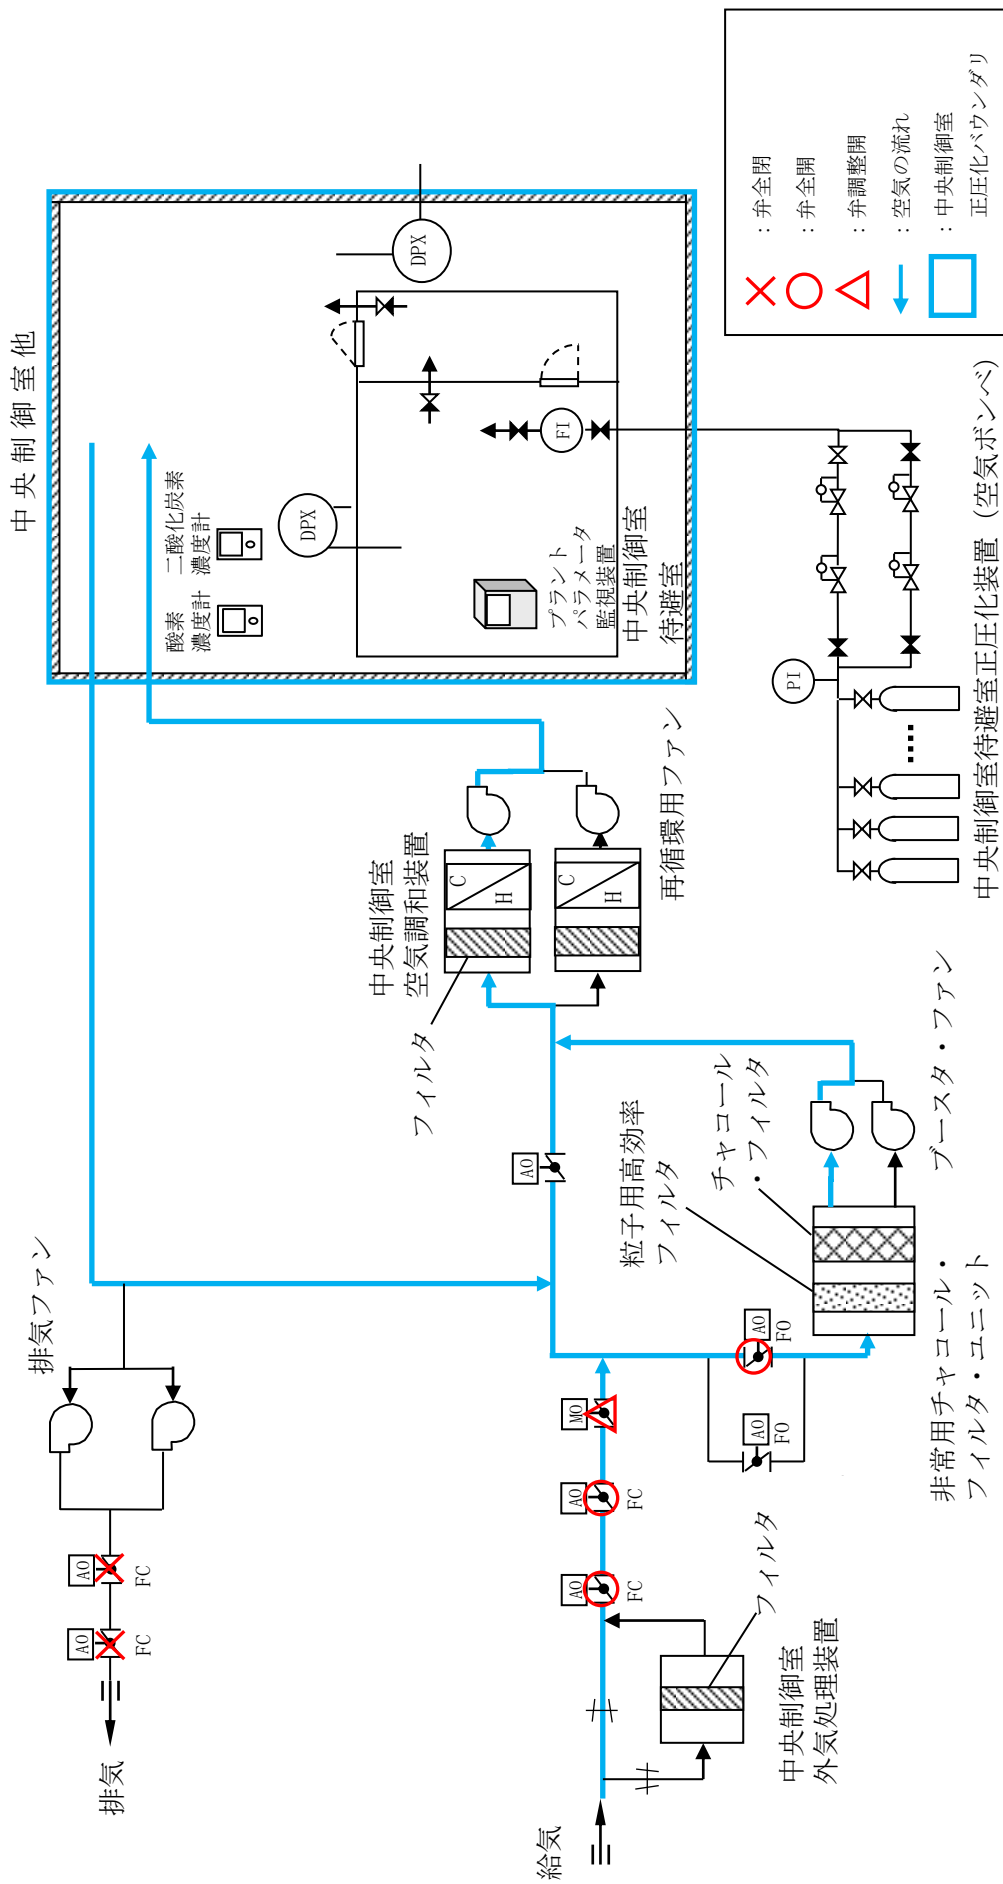 中央制御室他
酸素
濃度計
二酸化炭素
濃度計
DPX
DPX
FI
プラント
パラメータ
監視装置
中央制御室
待避室
PI
中央制御室待避室正圧化装置（空気ボンベ）
：弁全閉
：弁全開
：弁調整開
：空気の流れ
：中央制御室
正圧化バウンダリ
中央制御室
空気調和装置
C
H
C
H
フィルタ
再循環用ファン
AO
粒子用高効率
フィルタ
チャコール
・フィルタ
ブースタ・ファン
非常用チャコール・
フィルタ・ユニット
AO
FO
AO
FO
排気ファン
AO
FC
AO
FC
排気
MO
AO
FC
AO
FC
フィルタ
中央制御室
外気処理装置
給気